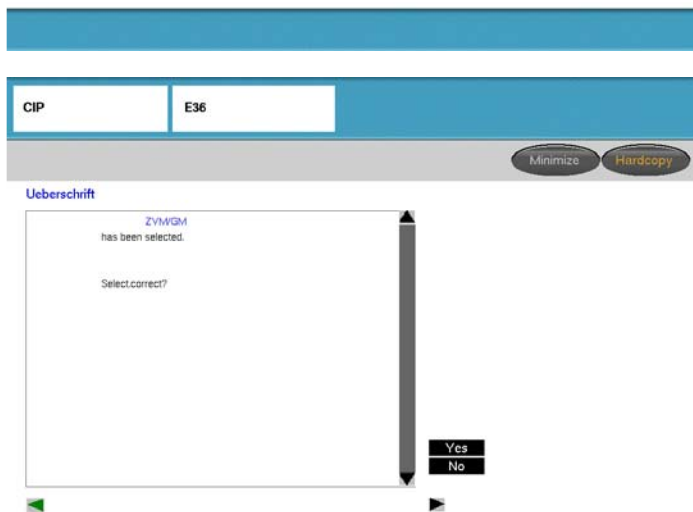 CIP E36
Minimize Hardcopy
Ueberschrift
ZVM/GM
has been selected.
Select.correct?
Yes
No